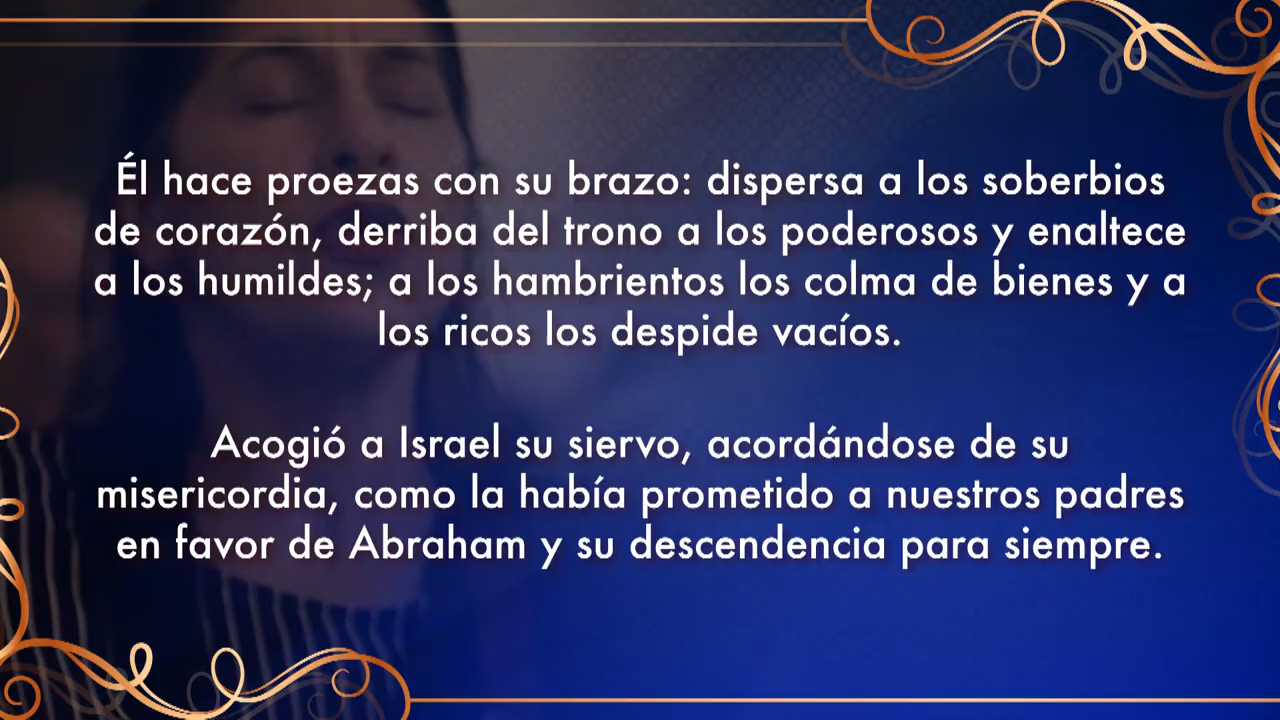 Él hace proezas con su brazo: dispersa a los soberbios
de corazón, derriba del trono a los poderosos y enaltece
a los humildes; a los hambrientos los colma de bienes y a
los ricos los despide vacíos.
Acogió a Israel su siervo, acordándose de su
misericordia, como la había prometido a nuestros padres
en favor de Abraham y su descendencia para siempre.